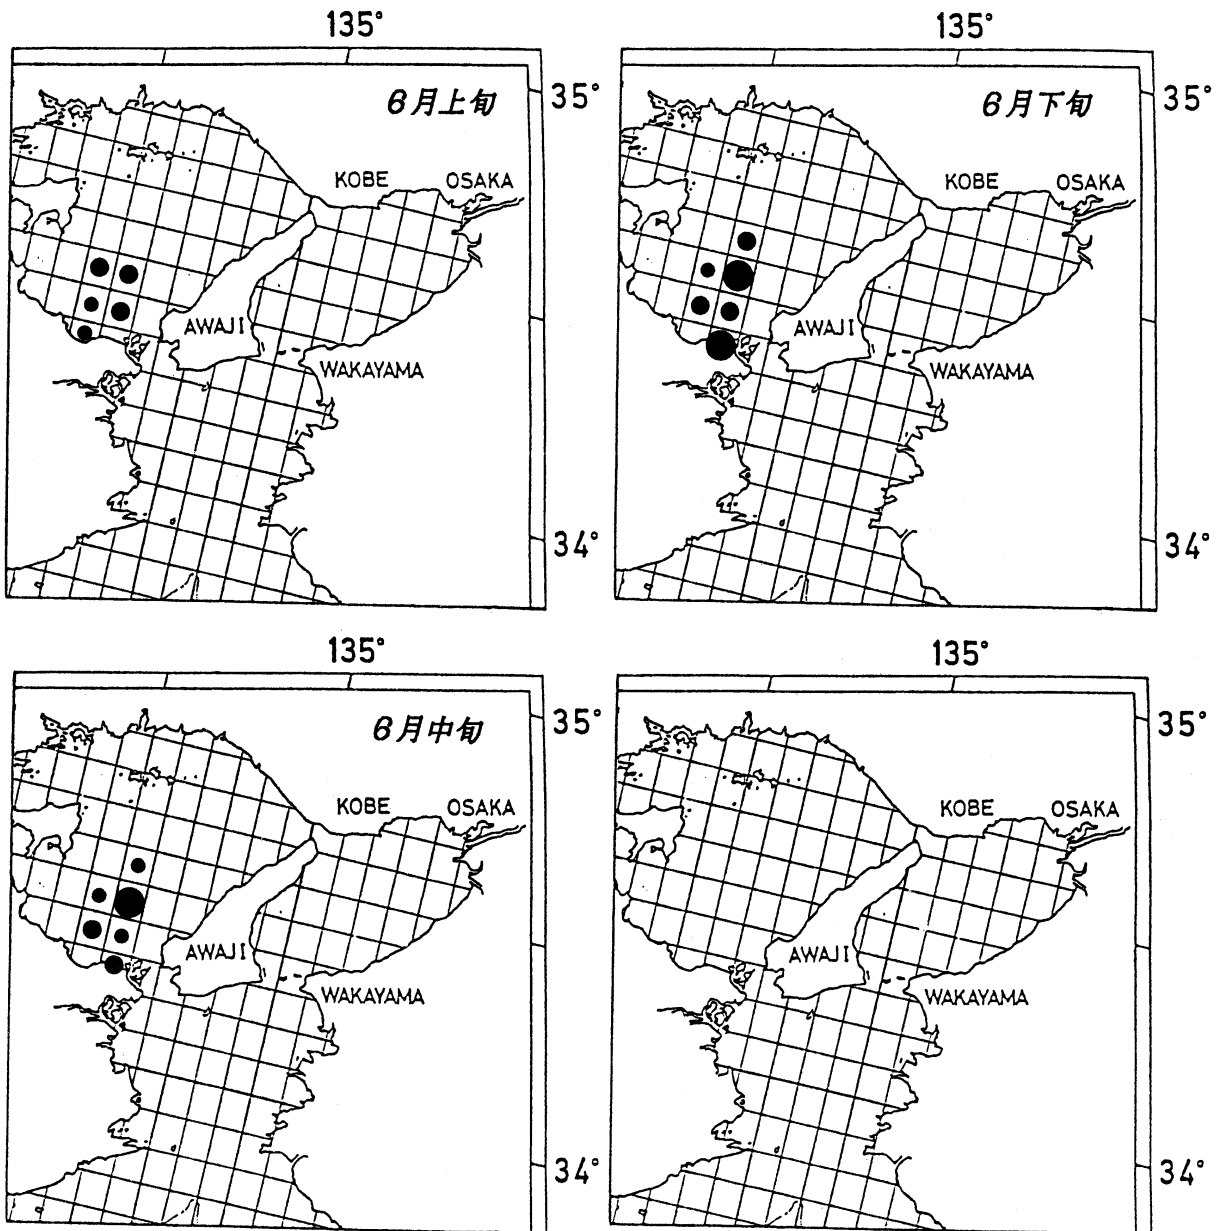 135°
6月上旬
35°
KOBE
OSAKA
AWAJI
WAKAYAMA
34°
135°
6月下旬
35°
KOBE
OSAKA
AWAJI
WAKAYAMA
34°
135°
6月中旬
35°
KOBE
OSAKA
AWAJI
WAKAYAMA
34°
135°
35°
KOBE
OSAKA
AWAJI
WAKAYAMA
34°